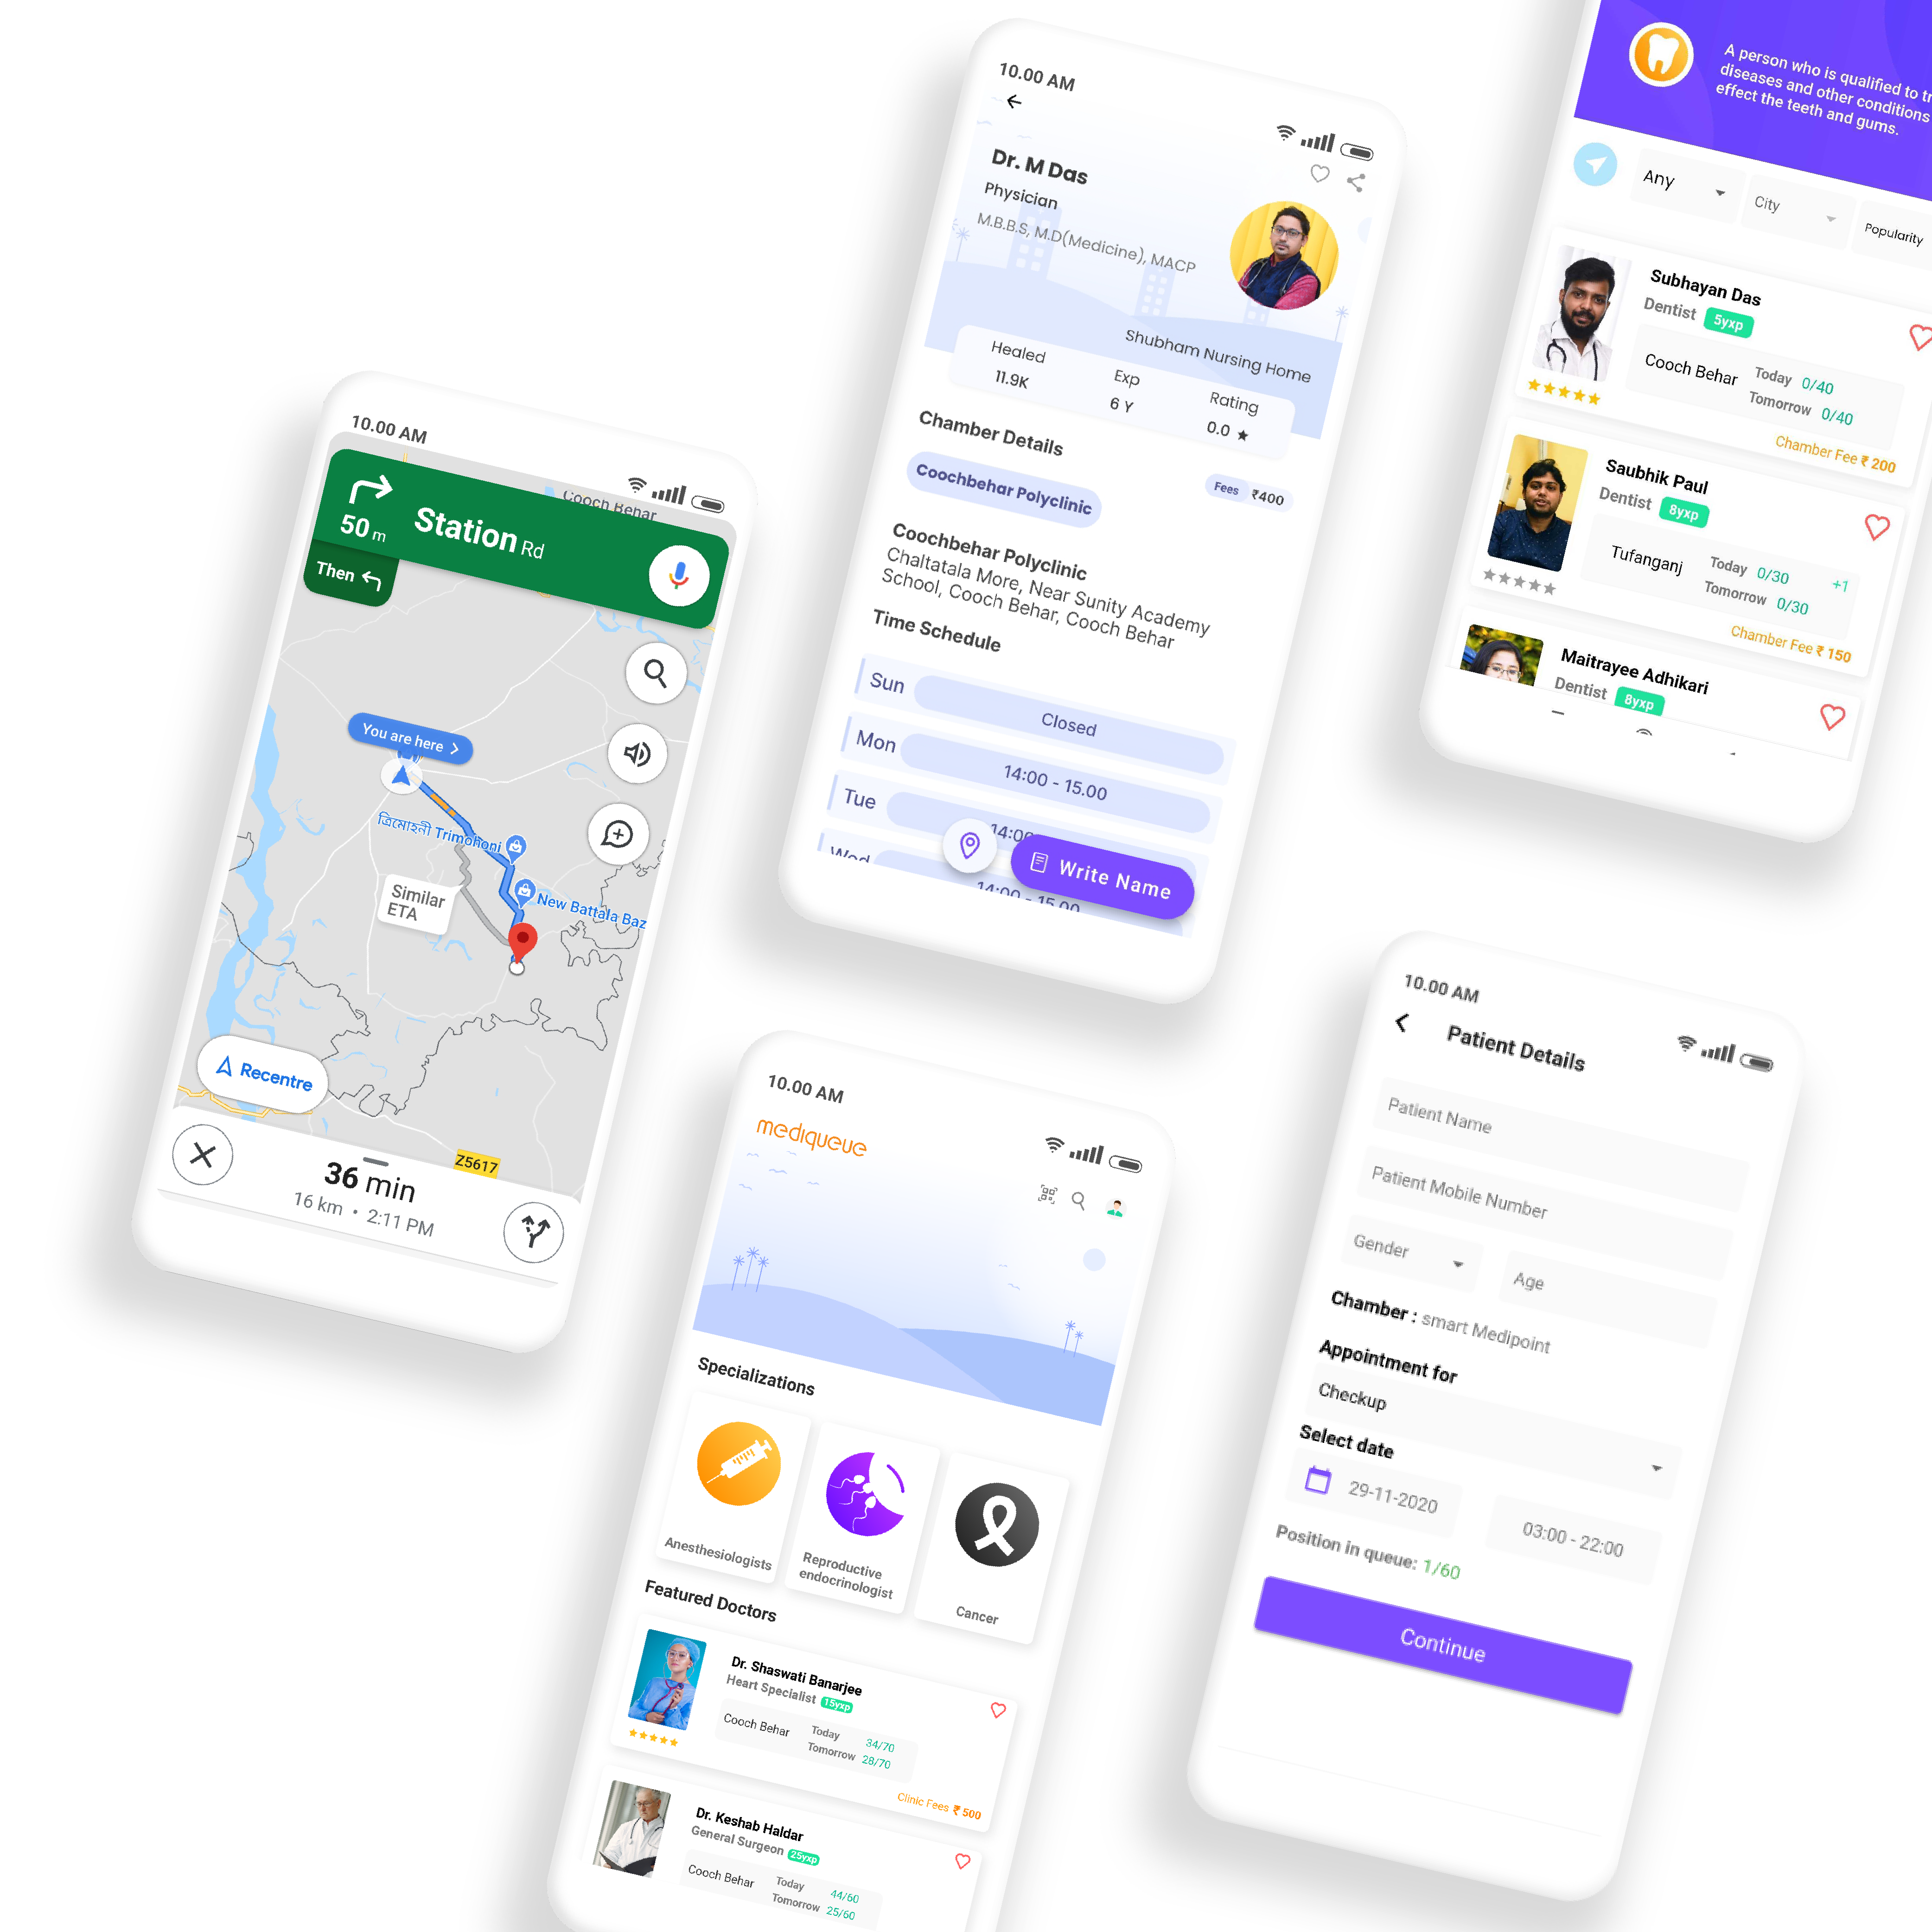 10.00 AM
Cooch Behar
50 m
Station Rd
Then
You are here
ত্রিমোহনী Trimohoni
Similar
ETA
New Battala Baz
Recentre
Z5617
36 min
16 km • 2:11 PM
10.00 AM
Dr. M Das
Physician
M.B.B.S, M.D(Medicine), MACP
Shubham Nursing Home
Healed
11.9K
Exp
6 Y
Rating
0.0 ★
Chamber Details
Coochbehar Polyclinic
Fees ₹400
Coochbehar Polyclinic
Chaltatala More, Near Sunity Academy
School, Cooch Behar, Cooch Behar
Time Schedule
Sun
Closed
Mon
14:00 - 15.00
Tue
14:00
Wed
14:00 - 15.00
Write Name
A person who is qualified to tr
diseases and other conditions
effect the teeth and gums.
Any
City
Popularity
Subhayan Das
Dentist 5yxp
Cooch Behar
Today 0/40
Tomorrow 0/40
Chamber Fee ₹ 200
Saubhik Paul
Dentist 8yxp
Tufanganj
Today 0/30 +1
Tomorrow 0/30
Chamber Fee ₹ 150
Maitrayee Adhikari
Dentist 8yxp
10.00 AM
mediqueue
Specializations
Anesthesiologists
Reproductive
endocrinologist
Cancer
Featured Doctors
Dr. Shaswati Banarjee
Heart Specialist 15yxp
Cooch Behar
Today 34/70
Tomorrow 28/70
Clinic Fees ₹ 500
Dr. Keshab Haldar
General Surgeon 25yxp
Cooch Behar
Today 44/60
Tomorrow 25/60
10.00 AM
Patient Details
Patient Name
Patient Mobile Number
Gender
Age
Chamber : smart Medipoint
Appointment for
Checkup
Select date
29-11-2020
03:00 - 22:00
Position in queue: 1/60
Continue